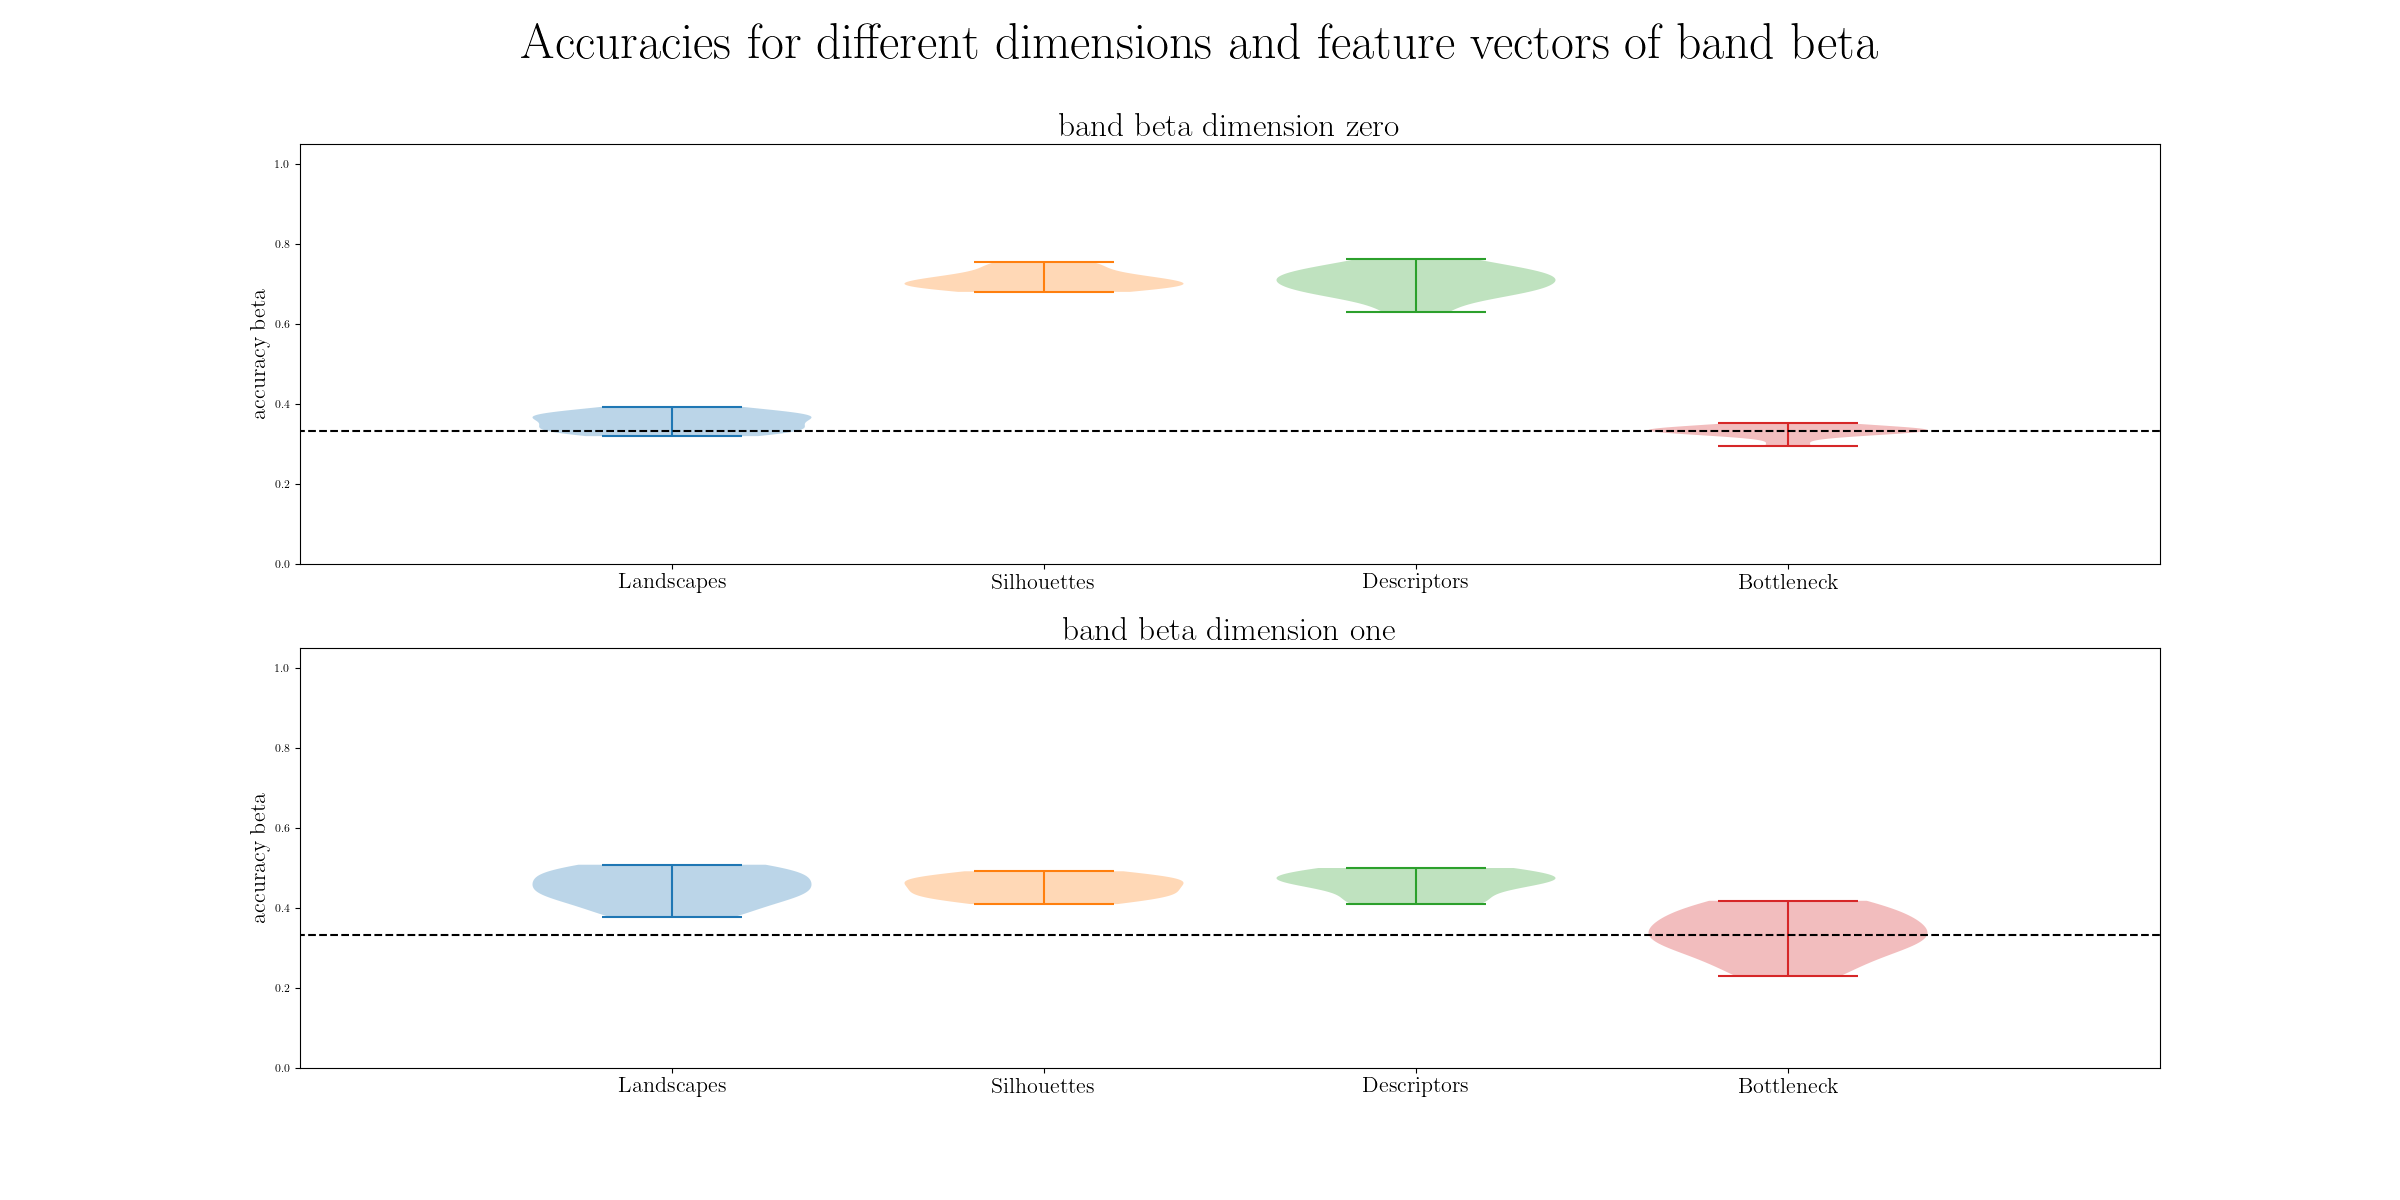 Accuracies for different dimensions and feature vectors of band beta
band beta dimension zero
1.0
0.8
0.6
0.4
0.2
0.0
accuracy beta
Landscapes Silhouettes Descriptors Bottleneck
band beta dimension one
1.0
0.8
0.6
0.4
0.2
0.0
accuracy beta
Landscapes Silhouettes Descriptors Bottleneck